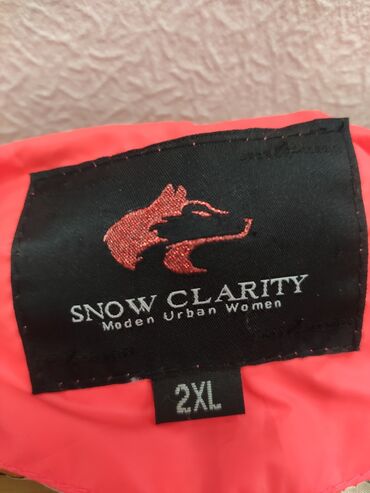 SNOW CLARITY
Moden Urban Women
2XL